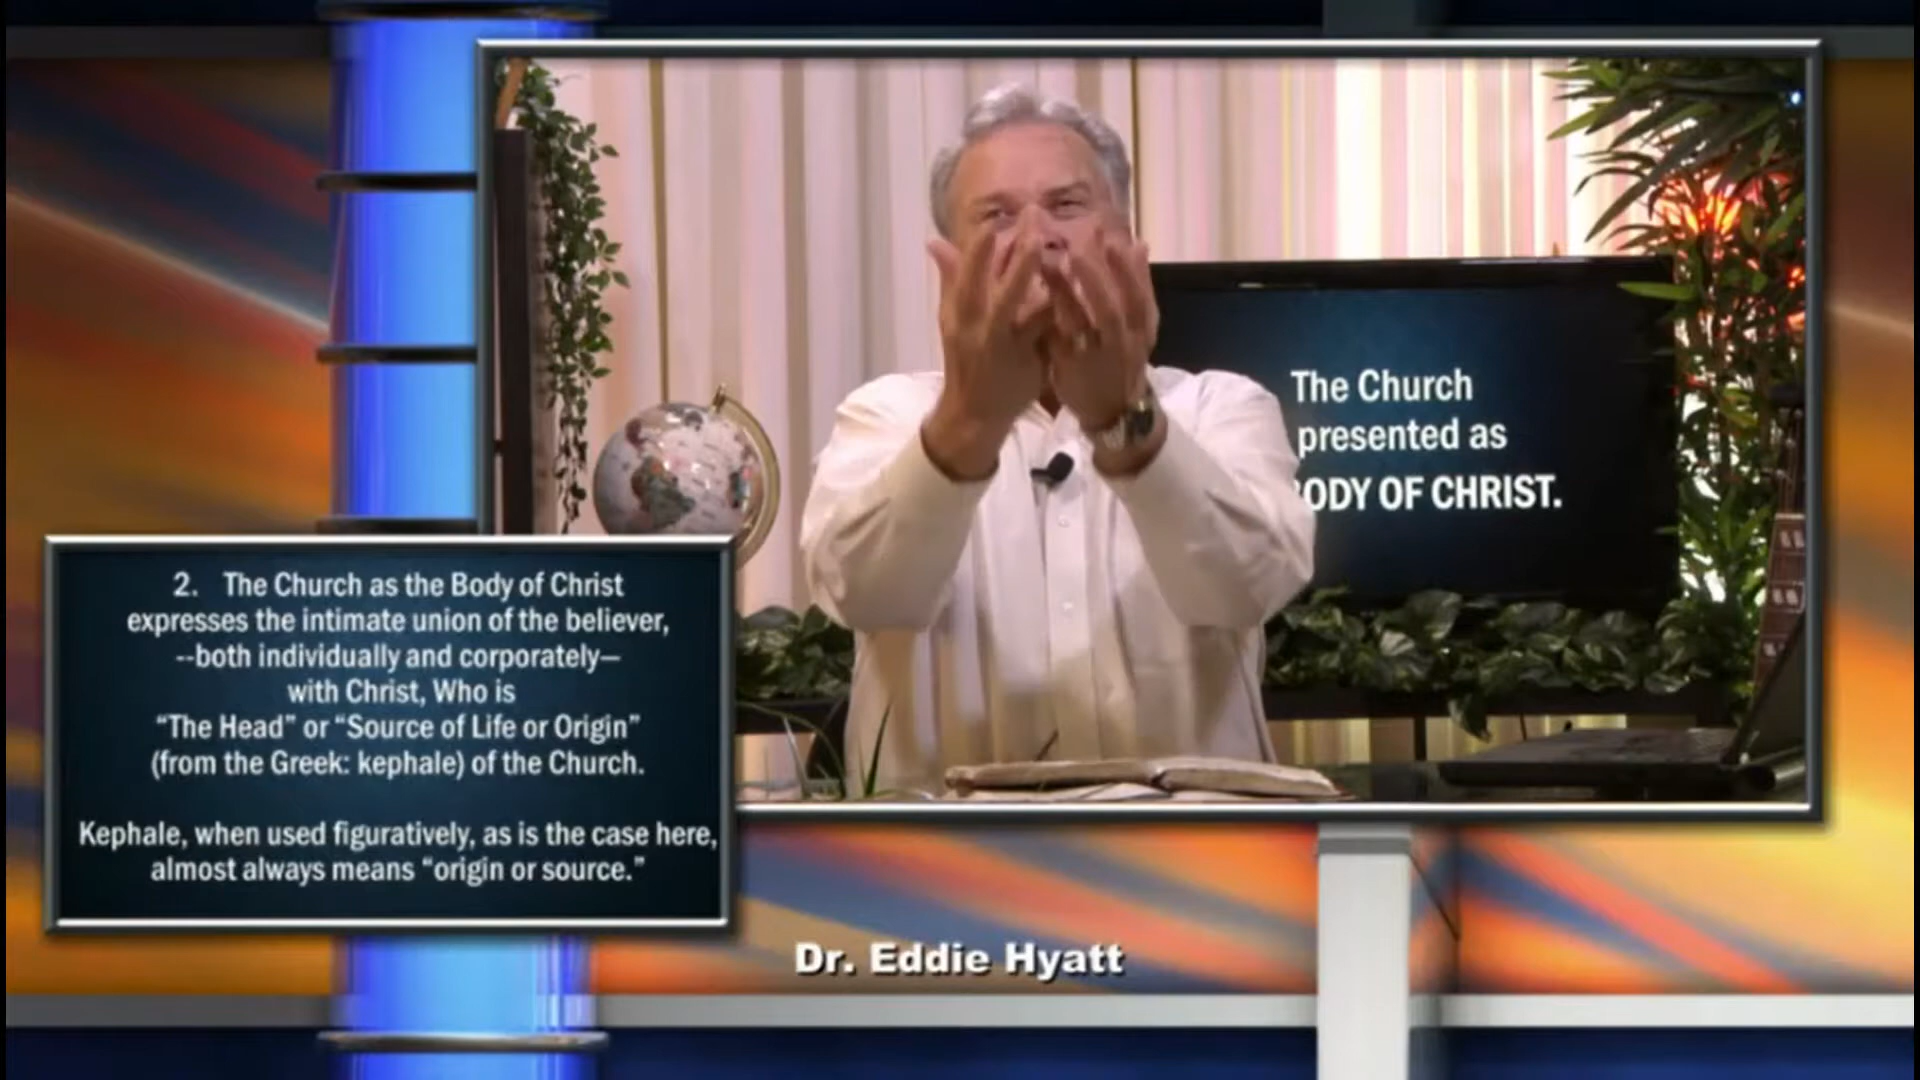 The Church
presented as
ODY OF CHRIST.
2. The Church as the Body of Christ
expresses the intimate union of the believer,
--both individually and corporately—
with Christ, Who is
“The Head” or “Source of Life or Origin”
(from the Greek: kephale) of the Church.
Kephale, when used figuratively, as is the case here,
almost always means “origin or source.”
Dr. Eddie Hyatt